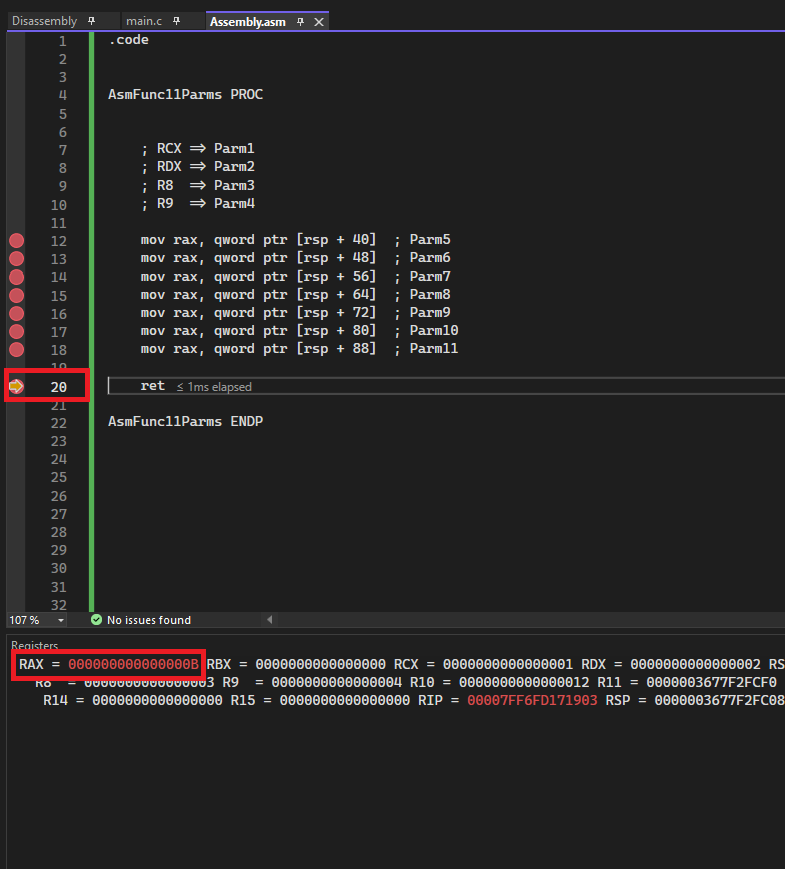 Disassembly main.c Assembly.asm
1 .code
2
3
4 AsmFunc11Parms PROC
5
6
7 ; RCX => Parm1
8 ; RDX => Parm2
9 ; R8 => Parm3
10 ; R9 => Parm4
11
12 mov rax, qword ptr [rsp + 40] ; Parm5
13 mov rax, qword ptr [rsp + 48] ; Parm6
14 mov rax, qword ptr [rsp + 56] ; Parm7
15 mov rax, qword ptr [rsp + 64] ; Parm8
16 mov rax, qword ptr [rsp + 72] ; Parm9
17 mov rax, qword ptr [rsp + 80] ; Parm10
18 mov rax, qword ptr [rsp + 88] ; Parm11
19
20 ret ≤ 1ms elapsed
21
22 AsmFunc11Parms ENDP
23
24
25
26
27
28
29
30
31
32
107 % No issues found
Registers
RAX = 000000000000000B RBX = 0000000000000000 RCX = 0000000000000001 RDX = 0000000000000002 RS
R8 = 0000000000000003 R9 = 0000000000000004 R10 = 0000000000000012 R11 = 0000003677F2FCF0
R14 = 0000000000000000 R15 = 0000000000000000 RIP = 00007FF6FD171903 RSP = 0000003677F2FC08